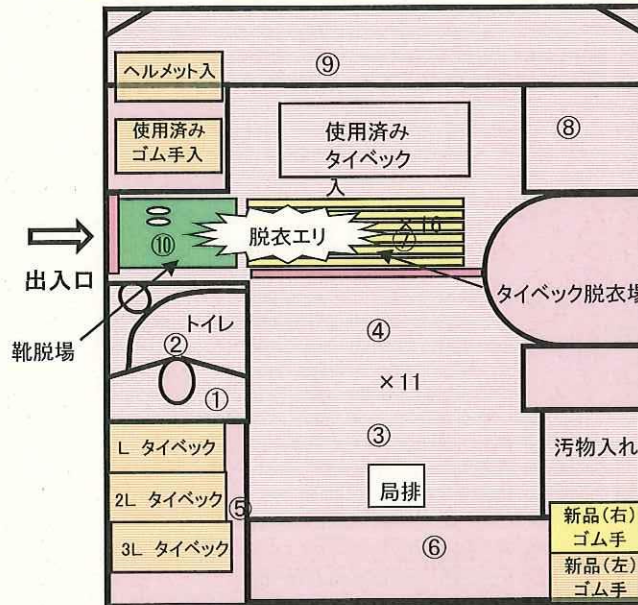 ⑨
ヘルメット入
使用済み
ゴム手入
使用済み
タイベック
入
⑧
⑩
脱衣エリ
×16
⑦
出入口
タイベック脱衣場
靴脱場
トイレ
②
①
④
×11
③
局排
L タイベック
2L タイベック
3L タイベック
⑤
⑥
汚物入れ
新品(右)
ゴム手
新品(左)
ゴム手